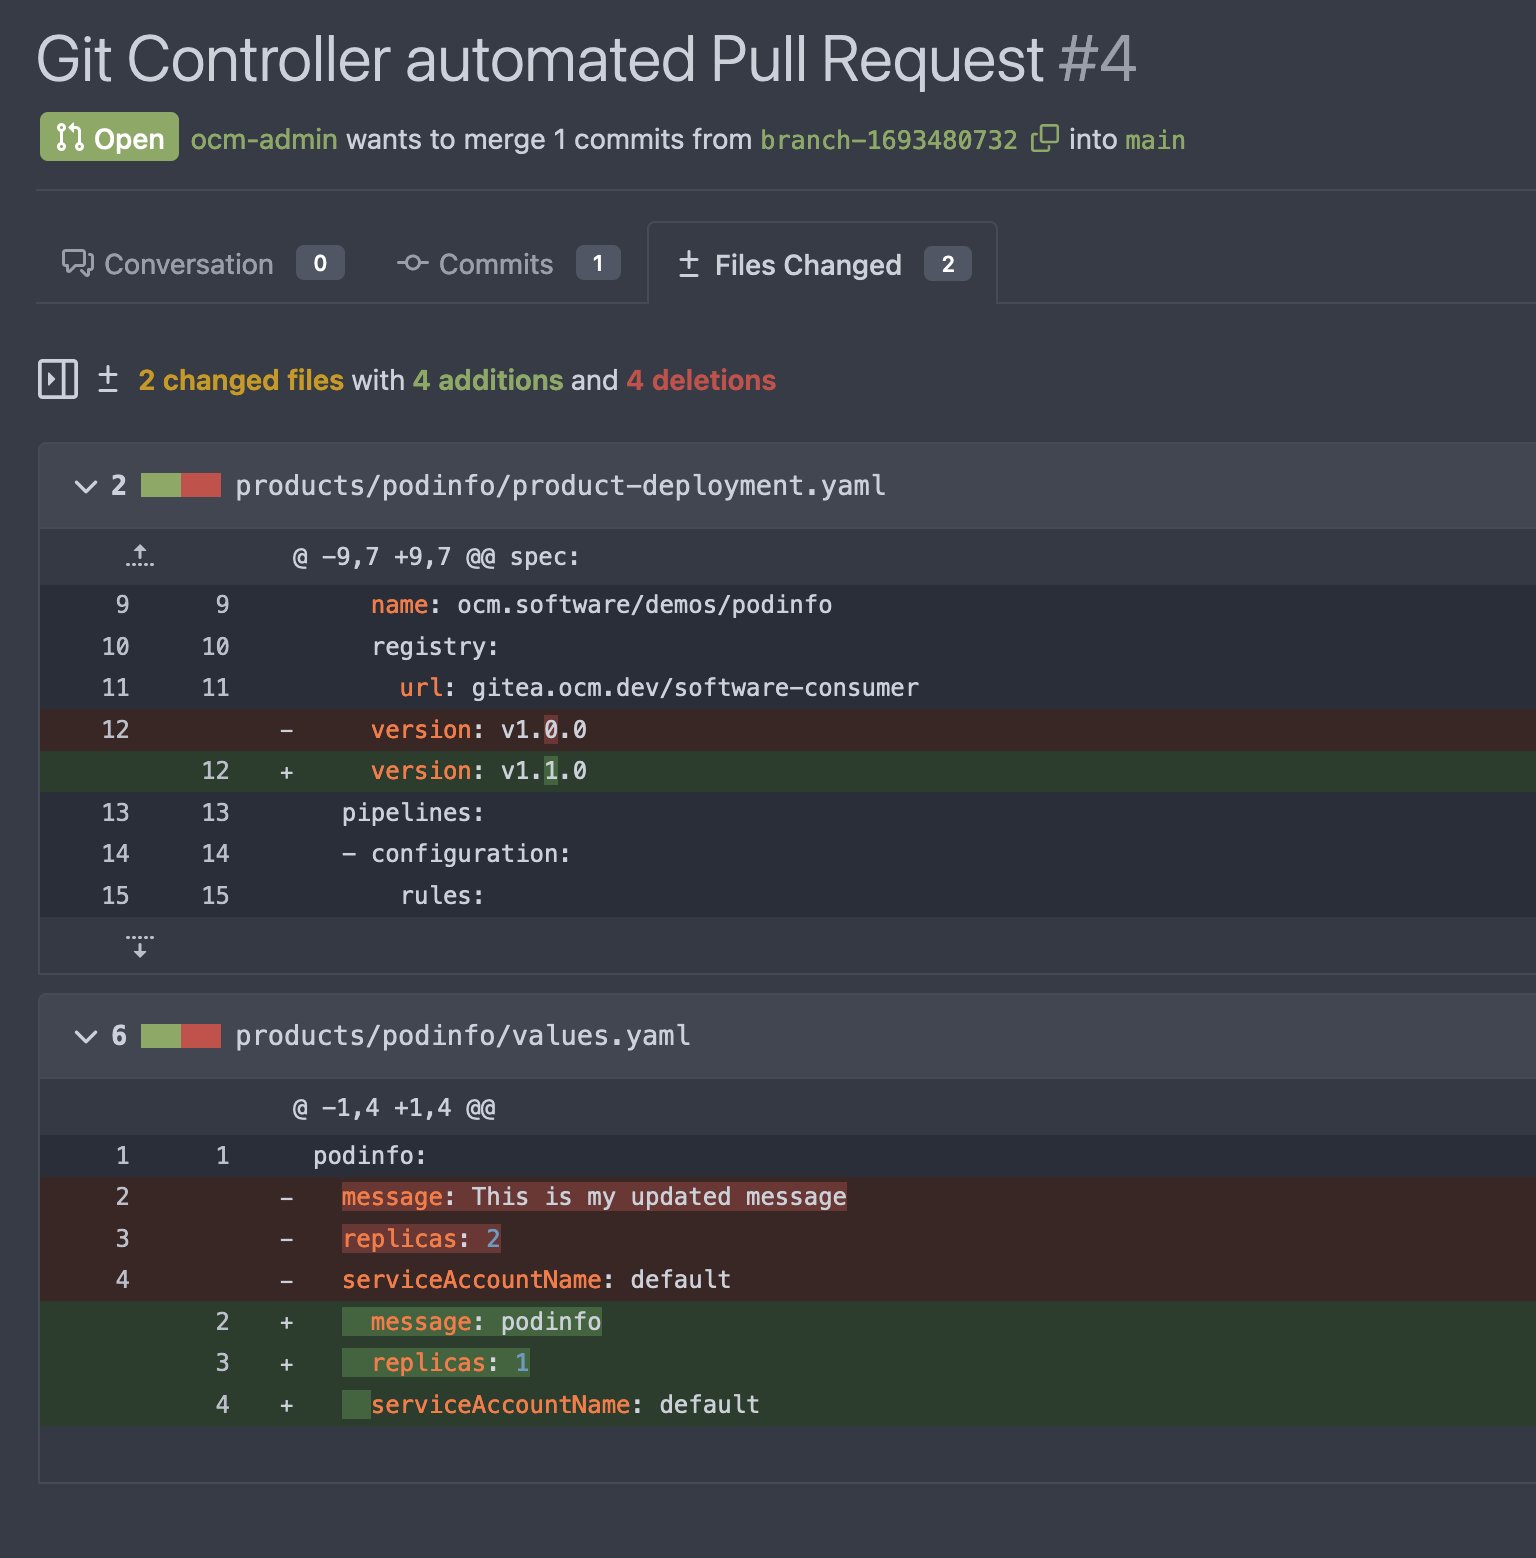 Git Controller automated Pull Request #4
Open ocm-admin wants to merge 1 commits from branch-1693480732 into main
Conversation 0 Commits 1 Files Changed 2
2 changed files with 4 additions and 4 deletions
2 products/podinfo/product-deployment.yaml
@ -9,7 +9,7 @@ spec:
9 9 name: ocm.software/demos/podinfo
10 10 registry:
11 11 url: gitea.ocm.dev/software-consumer
12 - version: v1.0.0
12 + version: v1.1.0
13 13 pipelines:
14 14 - configuration:
15 15 rules:
6 products/podinfo/values.yaml
@ -1,4 +1,4 @@
1 1 podinfo:
2 - message: This is my updated message
3 - replicas: 2
4 - serviceAccountName: default
2 + message: podinfo
3 + replicas: 1
4 + serviceAccountName: default